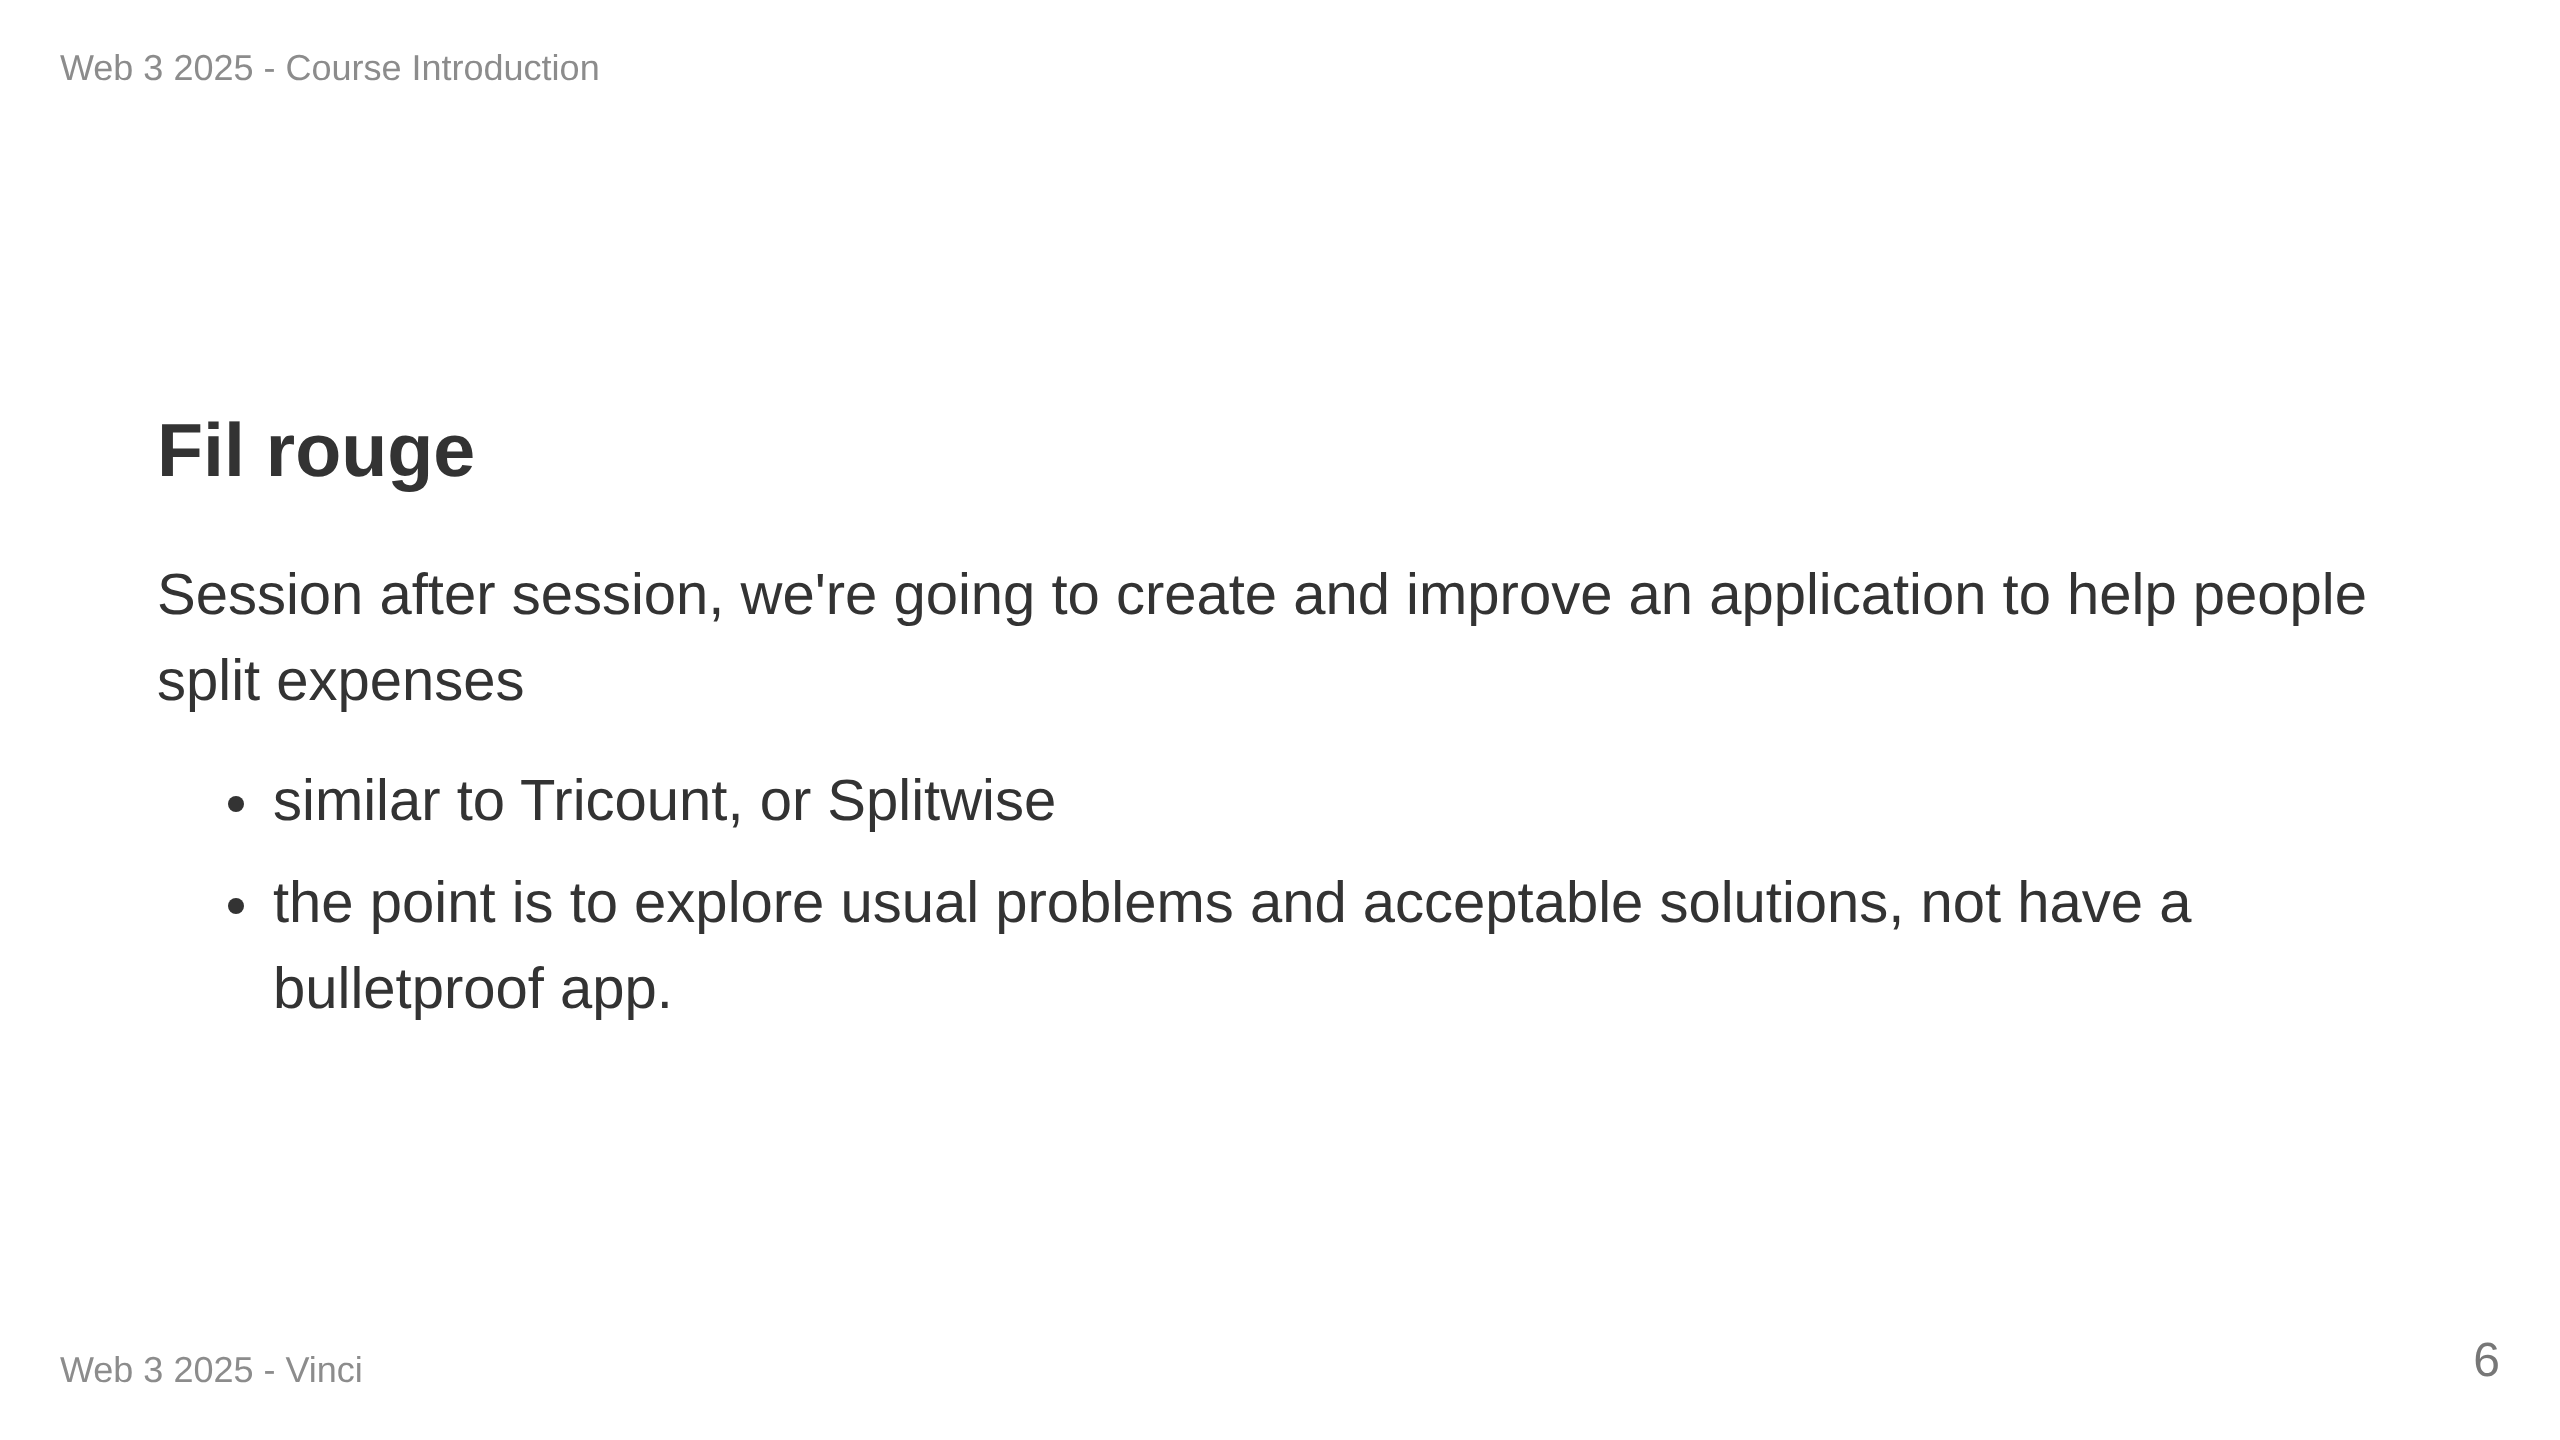 Web 3 2025 - Course Introduction
Fil rouge
Session after session, we're going to create and improve an application to help people
split expenses
• similar to Tricount, or Splitwise
• the point is to explore usual problems and acceptable solutions, not have a
bulletproof app.
Web 3 2025 - Vinci
6